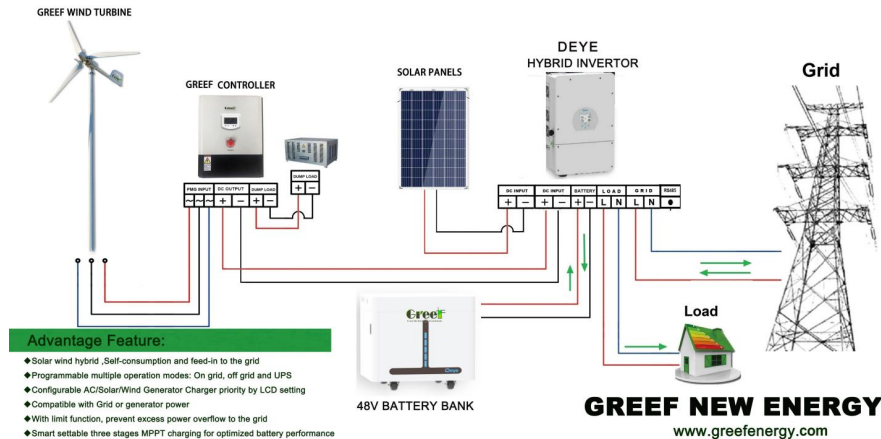 GREEF WIND TURBINE
GREEF CONTROLLER
SOLAR PANELS
DEYE
HYBRID INVERTOR
Grid
DUMP LOAD
+ −
PMG INPUT DC OUTPUT DUMP LOAD
~ ~ ~ + − + −
DC INPUT DC INPUT BATTERY LOAD GRID RS485
+ − + − + − L N L N
Greef
Deye
48V BATTERY BANK
Load
Advantage Feature:
◆Solar wind hybrid ,Self-consumption and feed-in to the grid
◆Programmable multiple operation modes: On grid, off grid and UPS
◆Configurable AC/Solar/Wind Generator Charger priority by LCD setting
◆Compatible with Grid or generator power
◆With limit function, prevent excess power overflow to the grid
◆Smart settable three stages MPPT charging for optimized battery performance
GREEF NEW ENERGY
www.greefenergy.com